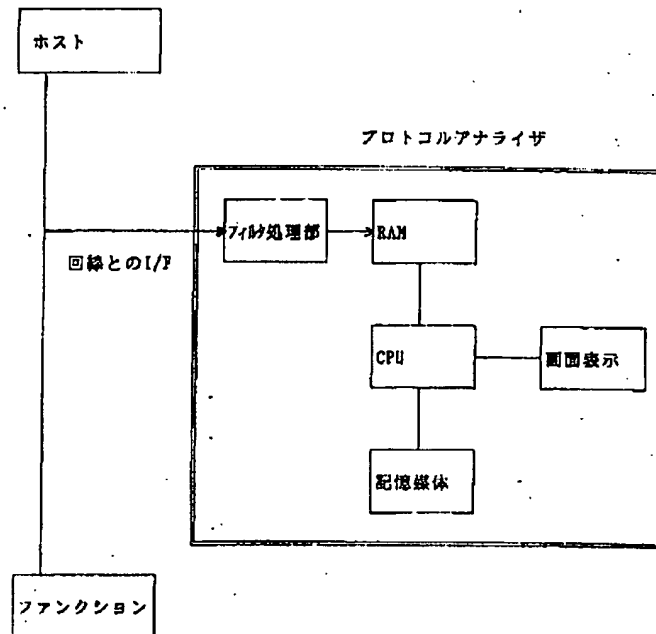 ホスト
プロトコルアナライザ
フィルタ処理部
RAM
回線とのI/F
CPU
画面表示
記憶媒体
ファンクション